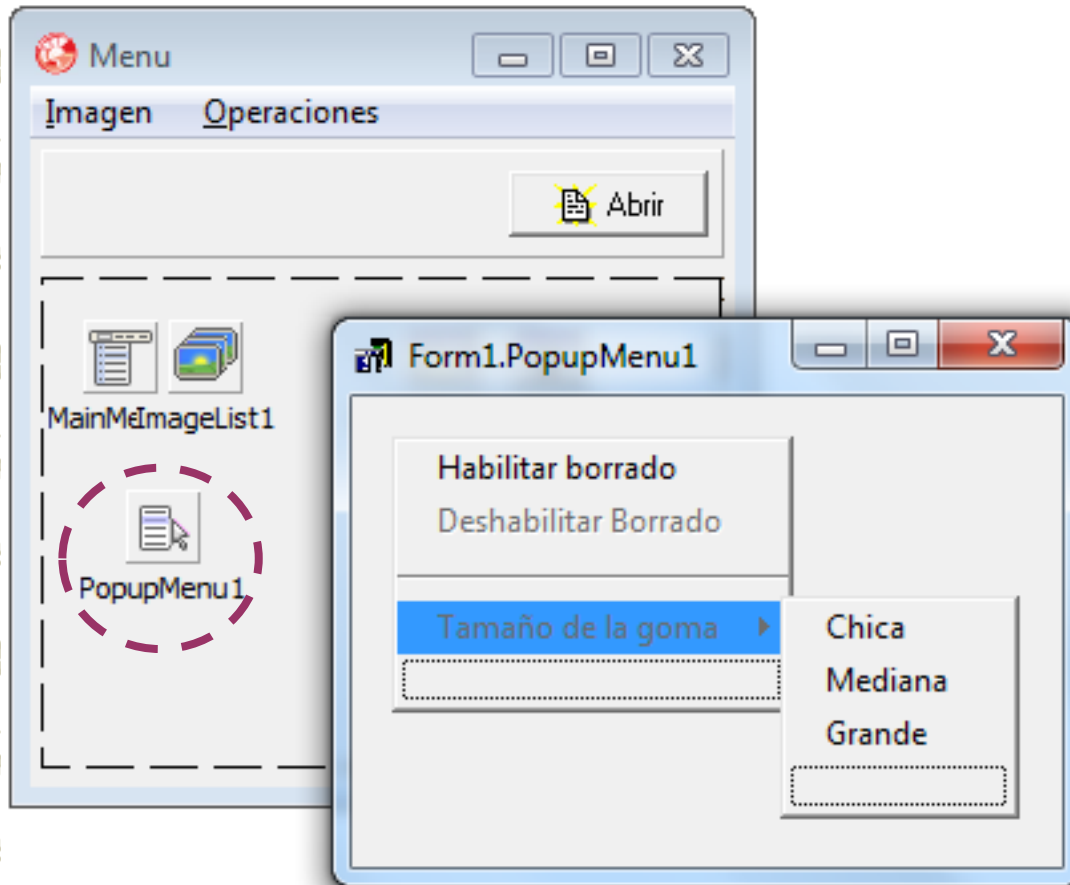 Menu
Imagen Operaciones
Abrir
MainMeImageList1
PopupMenu1
Form1.PopupMenu1
Habilitar borrado
Deshabilitar Borrado
Tamaño de la goma
Chica
Mediana
Grande